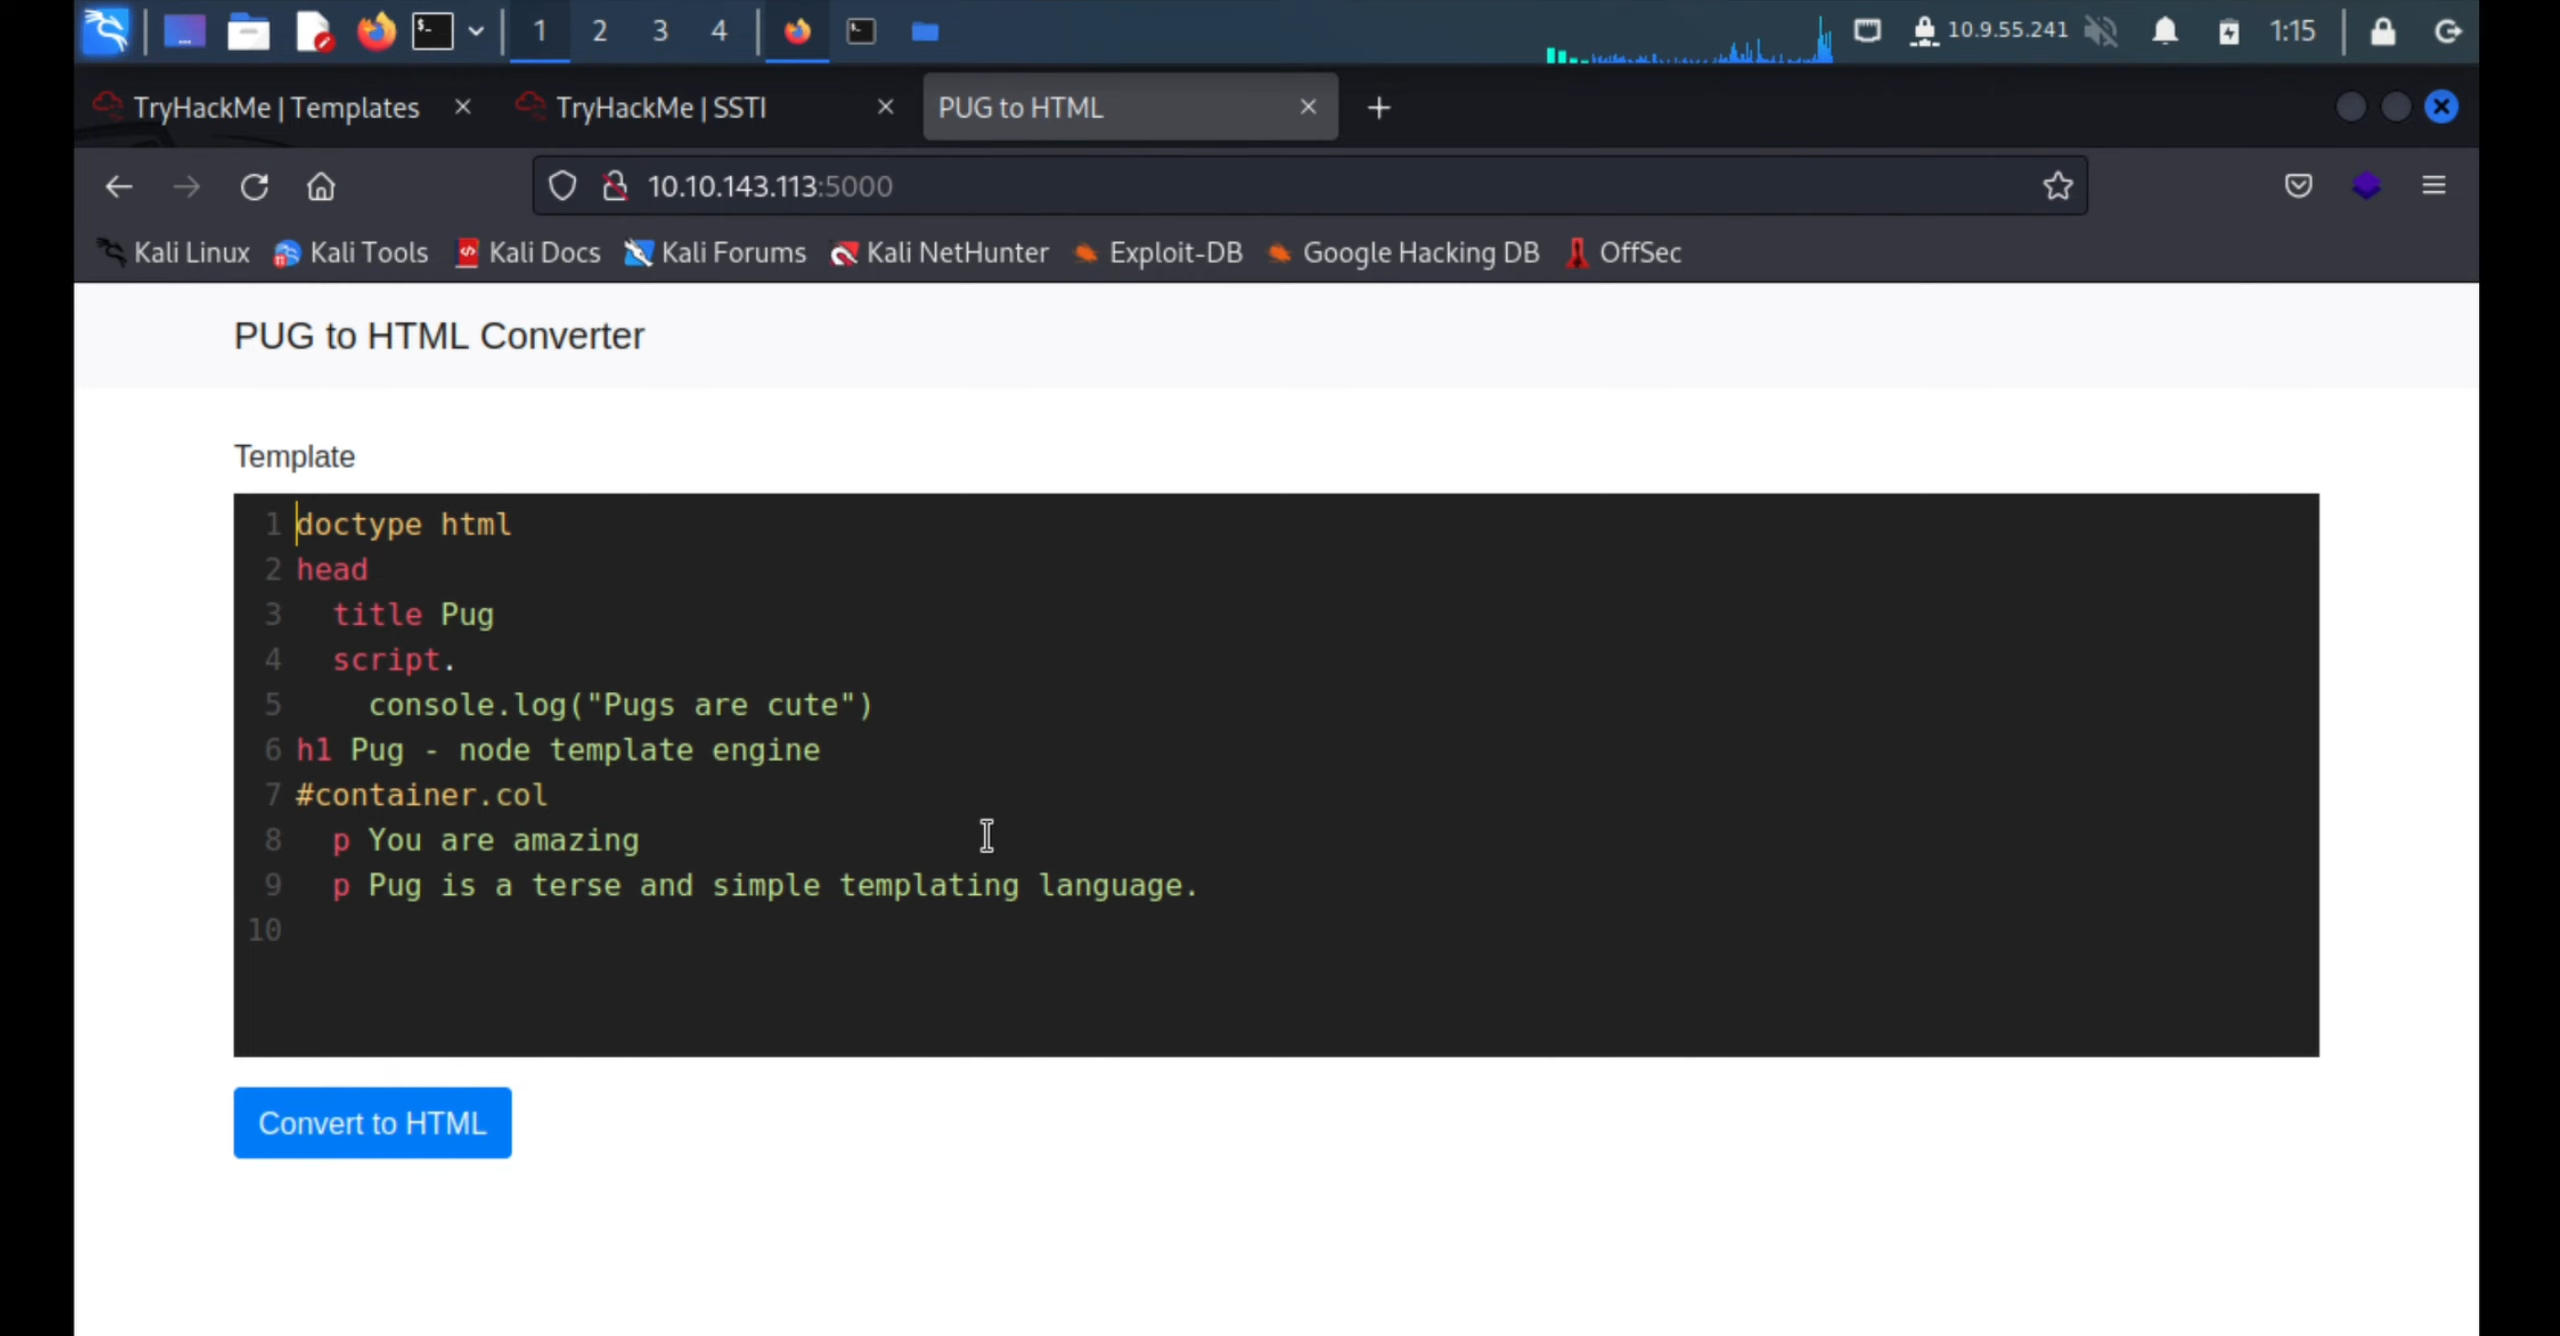 1 2 3 4 10.9.55.241 1:15
TryHackMe | Templates TryHackMe | SSTI PUG to HTML
10.10.143.113:5000
Kali Linux Kali Tools Kali Docs Kali Forums Kali NetHunter Exploit-DB Google Hacking DB OffSec
PUG to HTML Converter
Template
1 doctype html
2 head
3 title Pug
4 script.
5 console.log("Pugs are cute")
6 h1 Pug - node template engine
7 #container.col
8 p You are amazing
9 p Pug is a terse and simple templating language.
10
Convert to HTML